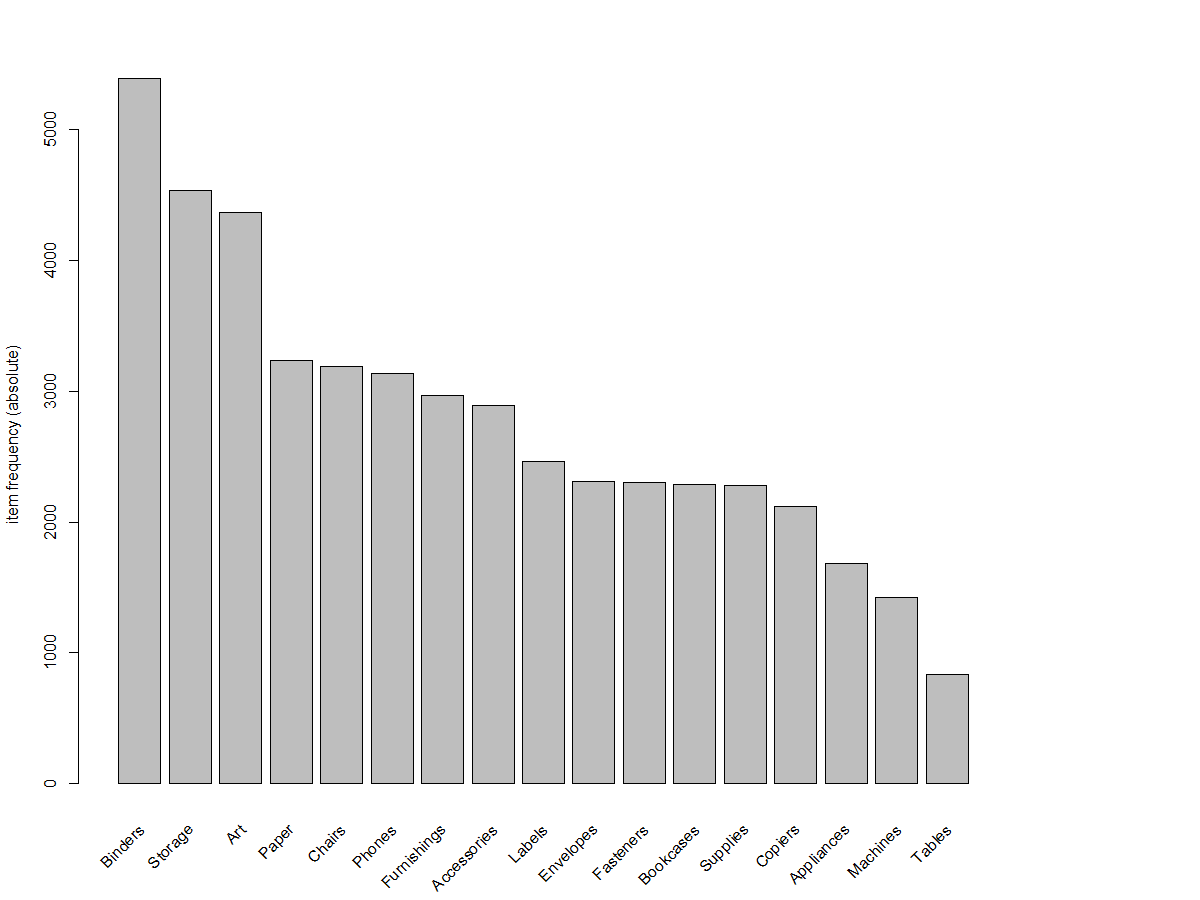 item frequency (absolute)
5000
4000
3000
2000
1000
0
Binders
Storage
Art
Paper
Chairs
Phones
Furnishings
Accessories
Labels
Envelopes
Fasteners
Bookcases
Supplies
Copiers
Appliances
Machines
Tables